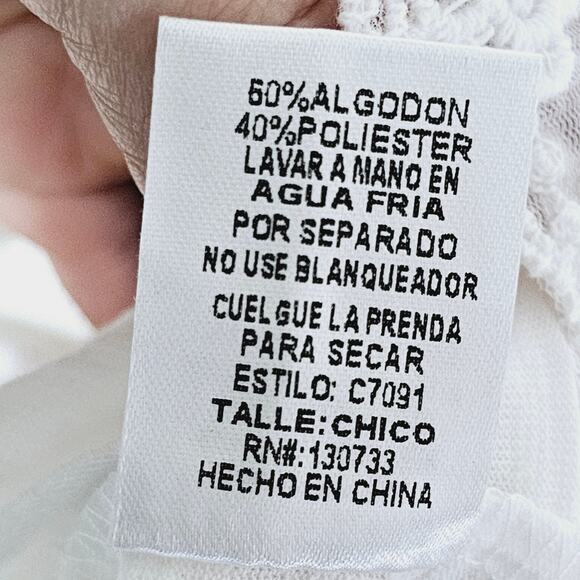 60%ALGODON
40%POLIESTER
LAVAR A MANO EN
AGUA FRIA
POR SEPARADO
NO USE BLANQUEADOR
CUELGUE LA PRENDA
PARA SECAR
ESTILO: C7091
TALLE: CHICO
RN#: 130733
HECHO EN CHINA